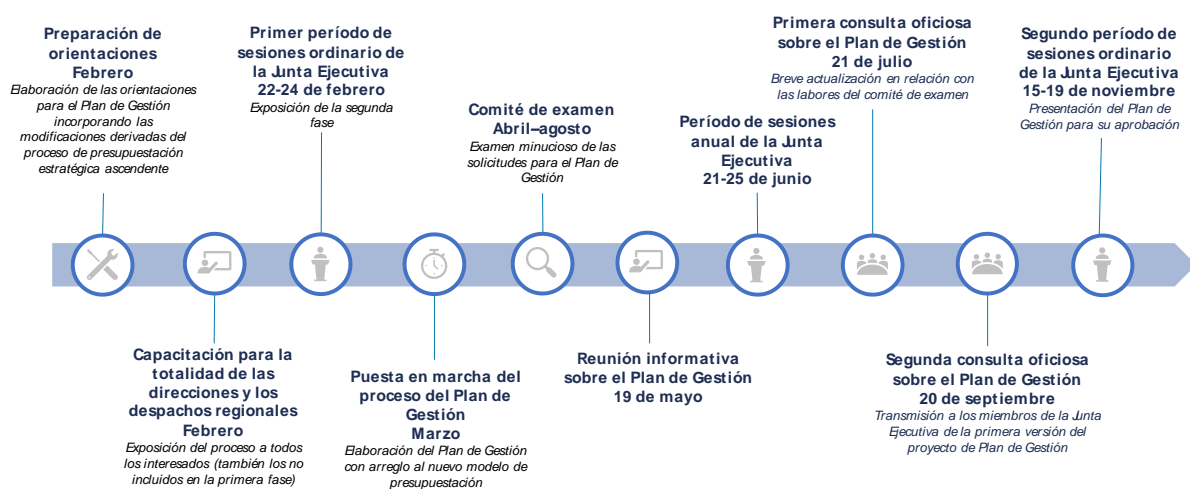 Preparación de
orientaciones
Febrero
Elaboración de las orientaciones
para el Plan de Gestión
incorporando las
modificaciones derivadas del
proceso de presupuestación
estratégica ascendente
Capacitación para la
totalidad de las
direcciones y los
despachos regionales
Febrero
Exposición del proceso a todos
los interesados (también los no
incluidos en la primera fase)
Primer período de
sesiones ordinario de
la Junta Ejecutiva
22-24 de febrero
Exposición de la segunda
fase
Puesta en marcha del
proceso del Plan de
Gestión
Marzo
Elaboración del Plan de Gestión
con arreglo al nuevo modelo de
presupuestación
Comité de examen
Abril–agosto
Examen minucioso de las
solicitudes para el Plan de
Gestión
Reunión informativa
sobre el Plan de Gestión
19 de mayo
Período de sesiones
anual de la Junta
Ejecutiva
21-25 de junio
Primera consulta oficiosa
sobre el Plan de Gestión
21 de julio
Breve actualización en relación con
las labores del comité de examen
Segunda consulta oficiosa
sobre el Plan de Gestión
20 de septiembre
Transmisión a los miembros de la Junta
Ejecutiva de la primera versión del
proyecto de Plan de Gestión
Segundo período de
sesiones ordinario
de la Junta Ejecutiva
15-19 de noviembre
Presentación del Plan de
Gestión para su aprobación